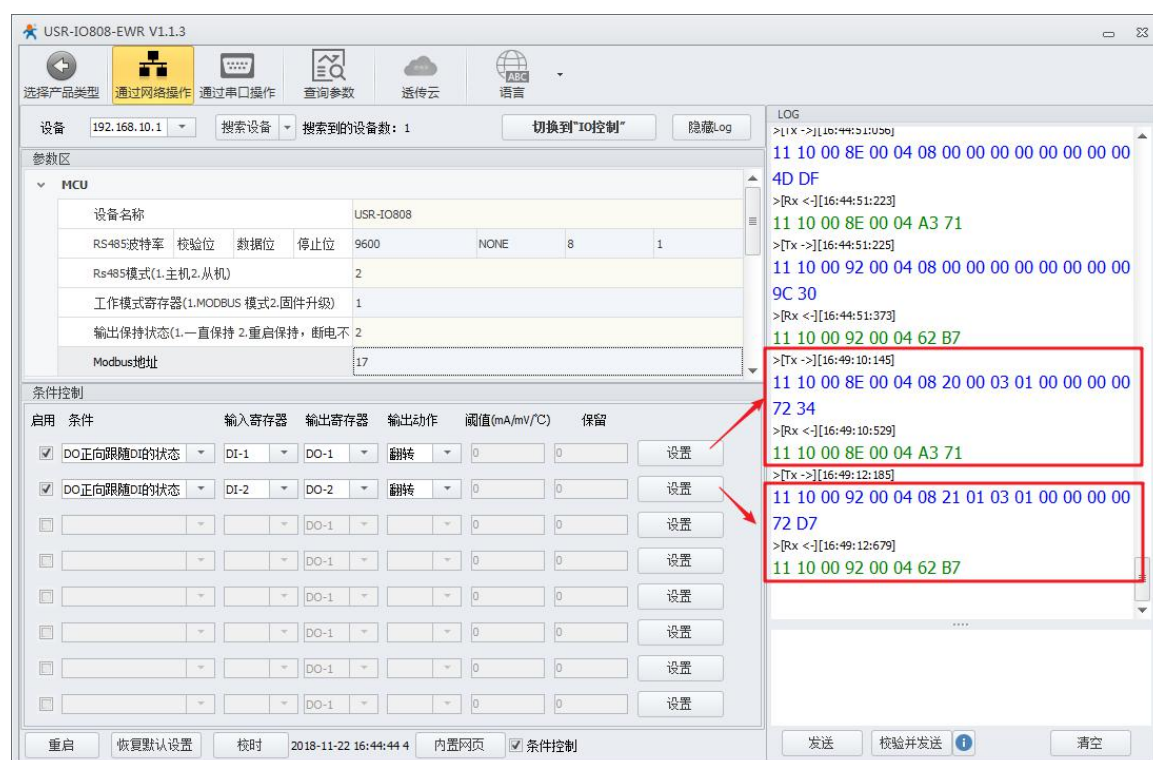 USR-IO808-EWR V1.1.3
选择产品类型 通过网络操作 通过串口操作 查询参数 透传云 语言
设备 192.168.10.1 搜索设备 搜索到的设备数: 1 切换到"IO控制" 隐藏Log
参数区
MCU
设备名称 USR-IO808
RS485波特率 校验位 数据位 停止位 9600 NONE 8 1
Rs485模式(1.主机2.从机) 2
工作模式寄存器(1.MODBUS 模式2.固件升级) 1
输出保持状态(1.一直保持 2.重启保持，断电不 2
Modbus地址 17
条件控制
启用 条件 输入寄存器 输出寄存器 输出动作 阈值(mA/mV/℃) 保留
DO正向跟随DI的状态 DI-1 DO-1 翻转 0 0 设置
DO正向跟随DI的状态 DI-2 DO-2 翻转 0 0 设置
DO-1 0 0 设置
DO-1 0 0 设置
DO-1 0 0 设置
DO-1 0 0 设置
DO-1 0 0 设置
DO-1 0 0 设置
重启 恢复默认设置 校时 2018-11-22 16:44:44 4 内置网页 条件控制
LOG
>[Tx ->][16:44:51:056]
11 10 00 8E 00 04 08 00 00 00 00 00 00 00 00
4D DF
>[Rx <-][16:44:51:223]
11 10 00 8E 00 04 A3 71
>[Tx ->][16:44:51:225]
11 10 00 92 00 04 08 00 00 00 00 00 00 00 00
9C 30
>[Rx <-][16:44:51:373]
11 10 00 92 00 04 62 B7
>[Tx ->][16:49:10:145]
11 10 00 8E 00 04 08 20 00 03 01 00 00 00 00
72 34
>[Rx <-][16:49:10:529]
11 10 00 8E 00 04 A3 71
>[Tx ->][16:49:12:185]
11 10 00 92 00 04 08 21 01 03 01 00 00 00 00
72 D7
>[Rx <-][16:49:12:679]
11 10 00 92 00 04 62 B7
发送 校验并发送 清空